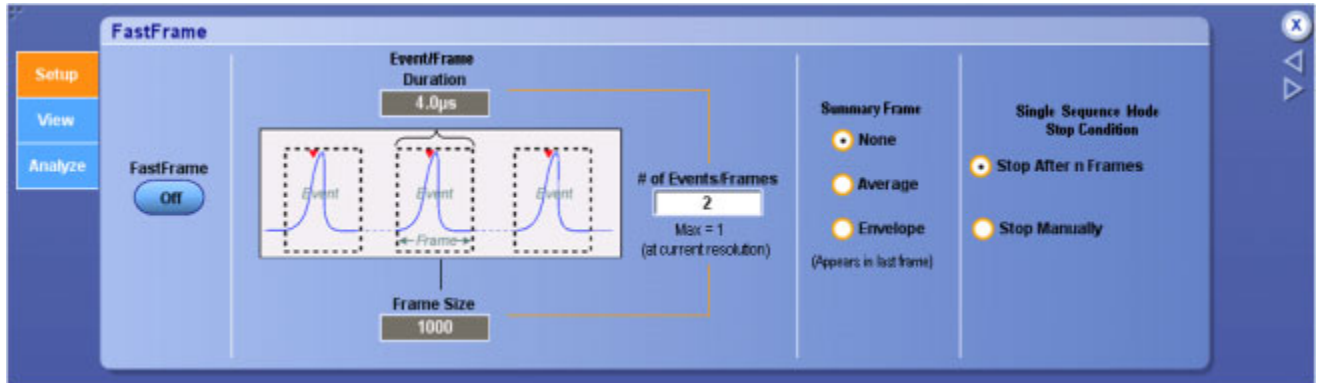 FastFrame
Setup
View
Analyze
FastFrame
Off
Event/Frame
Duration
4.0µs
Event
Event
Event
Frame
Frame Size
1000
# of Events/Frames
2
Max = 1
(at current resolution)
Summary Frame
None
Average
Envelope
(Appears in last frame)
Single Sequence Mode
Stop Condition
Stop After n Frames
Stop Manually
X